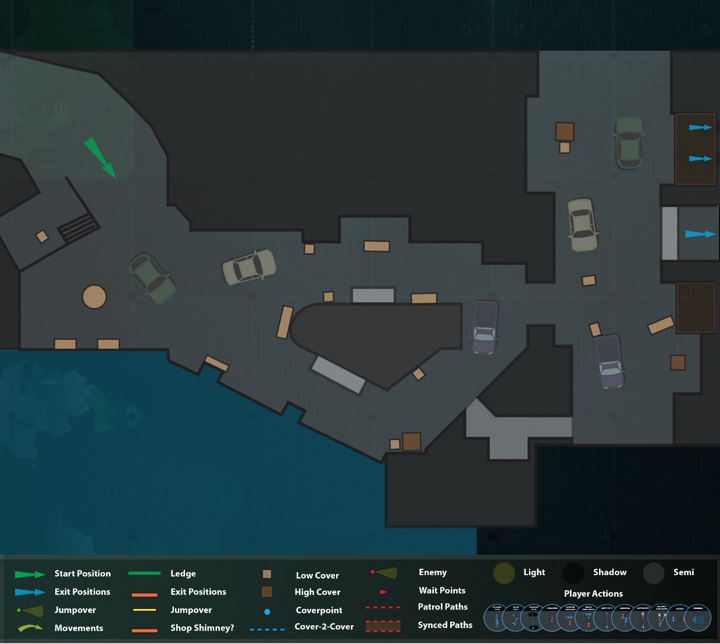 Start Position
Ledge
Low Cover
Enemy
Light
Shadow
Semi
Exit Positions
Exit Positions
High Cover
Wait Points
Player Actions
Jumpover
Jumpover
Coverpoint
Patrol Paths
Movements
Shop Shimney?
Cover-2-Cover
Synced Paths